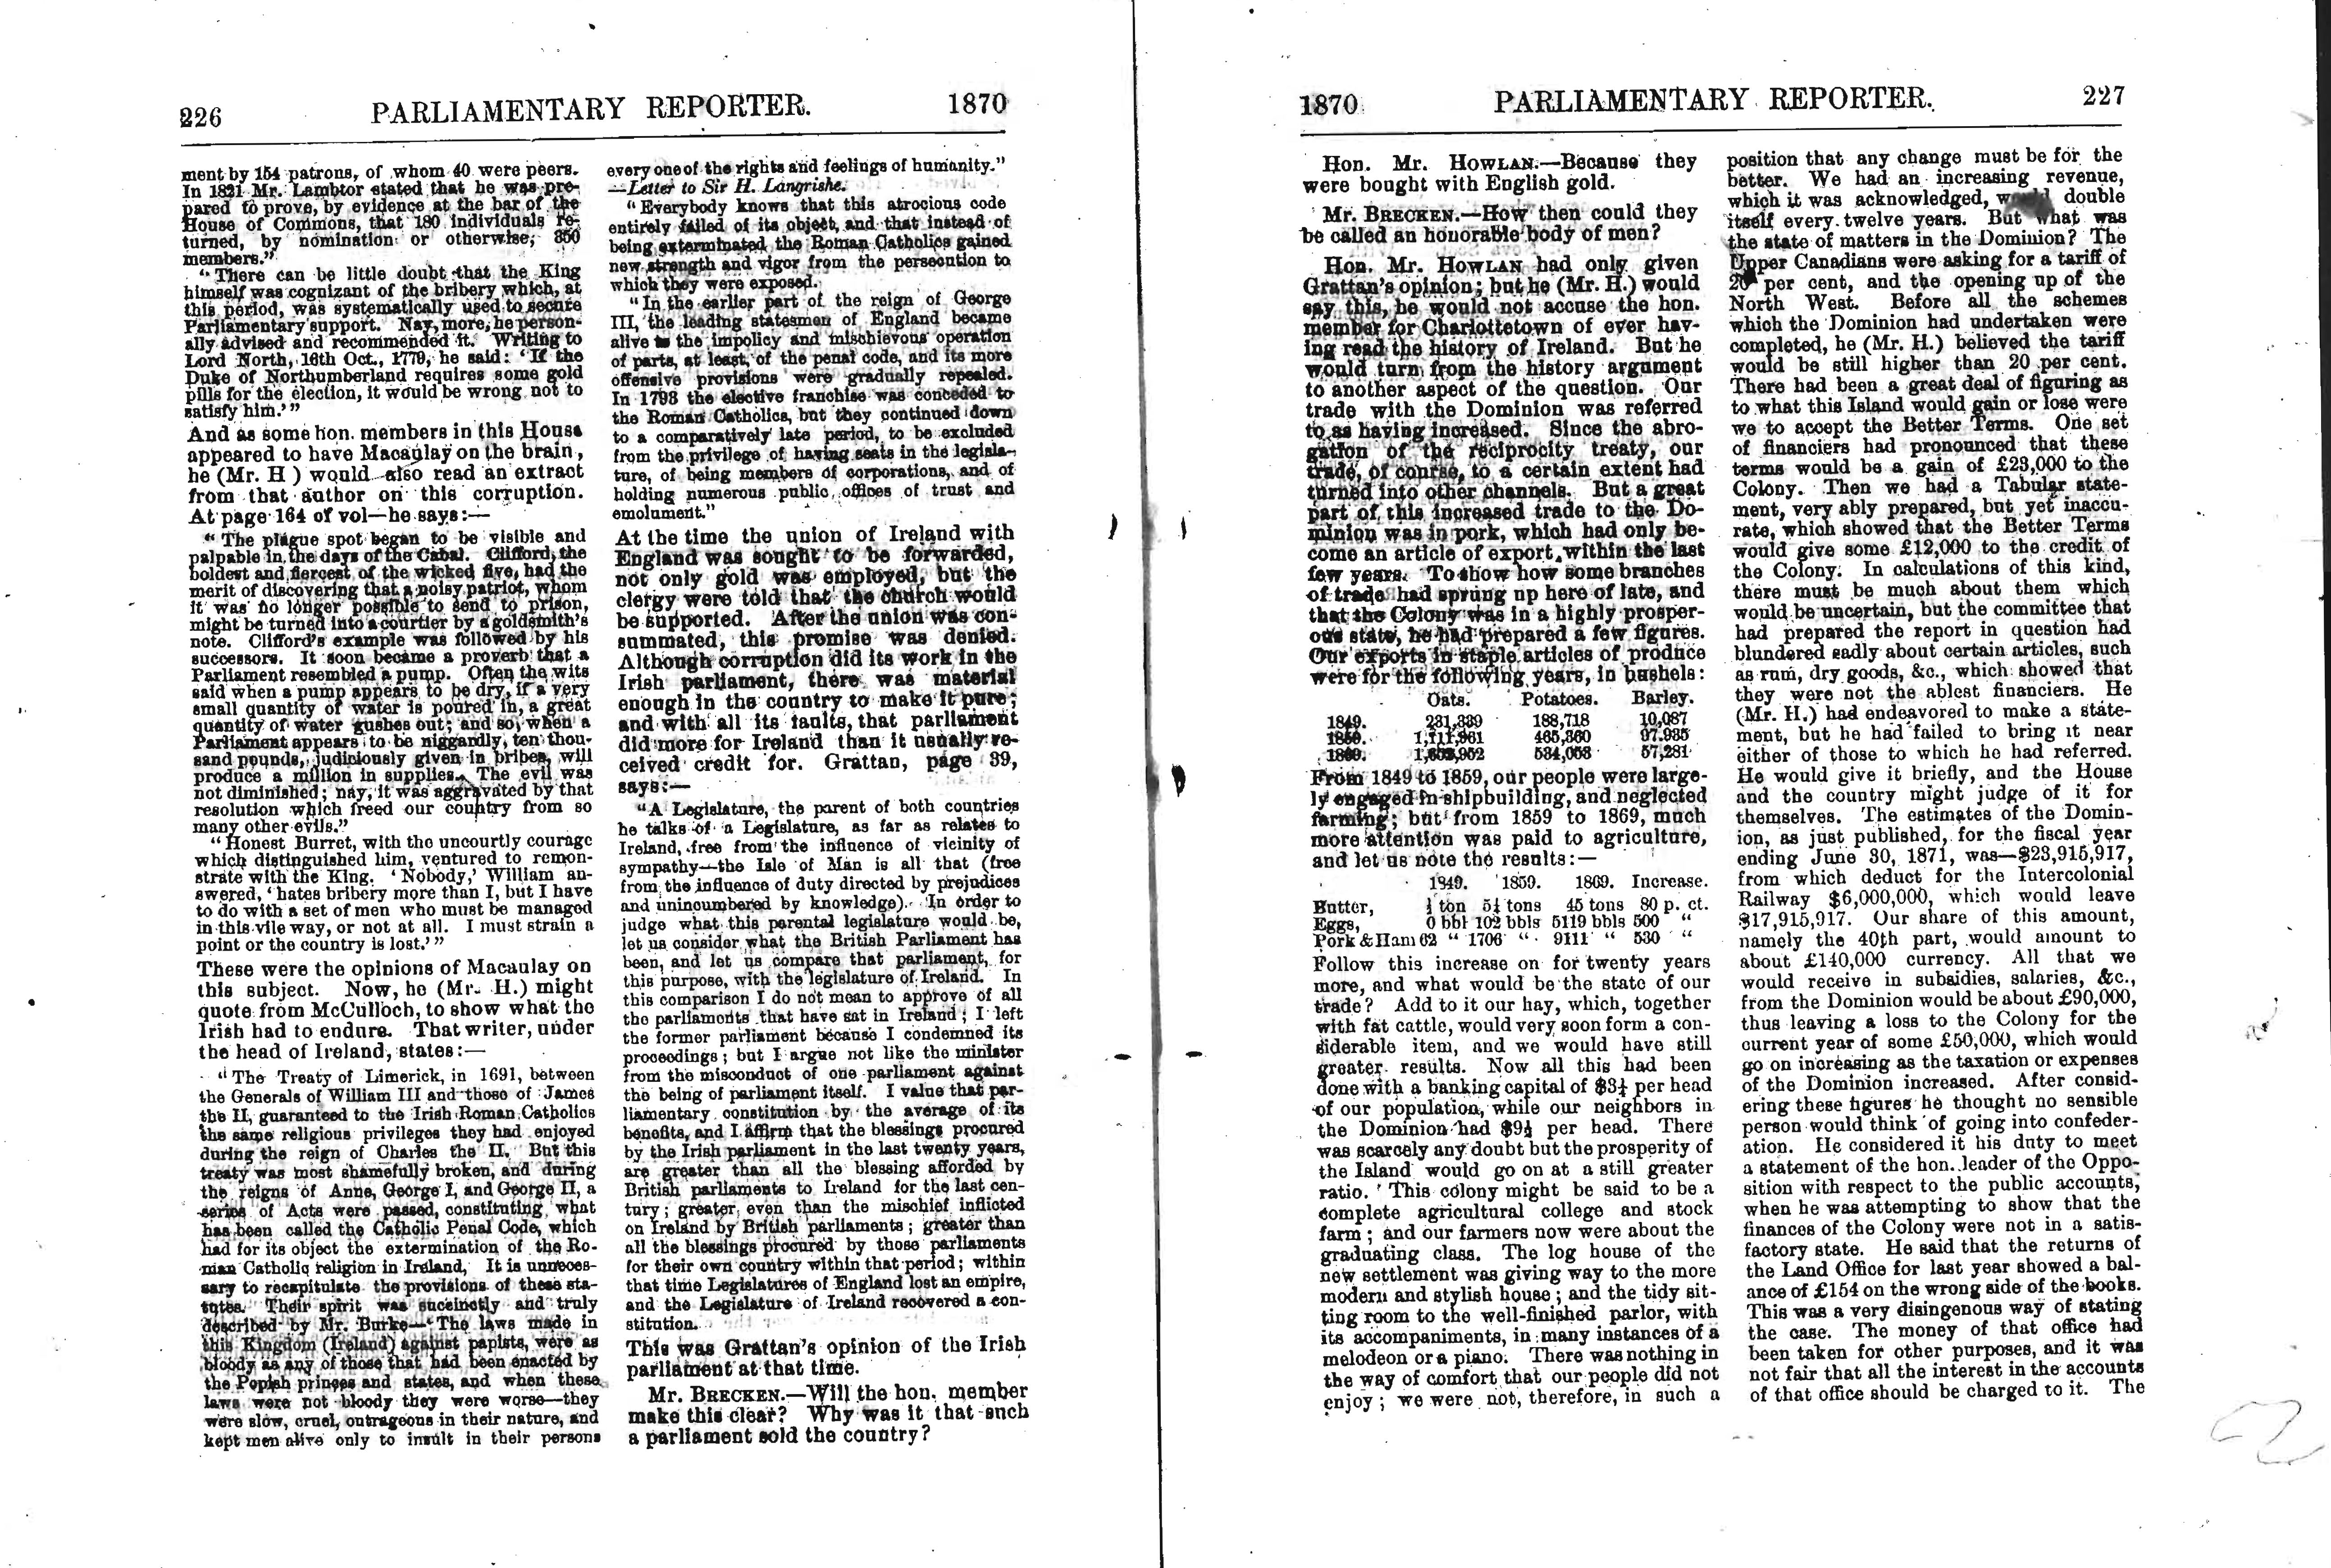 226 PARLIAMENTARY REPORTER. 1870
ment by 154 patrons, of whom 40 were peers.
In 1821 Mr. Lambtor stated that he was pre-
pared to prove, by evidence at the bar of the
House of Commons, that 180 individuals re-
turned, by nomination or otherwise, 350
members."
"There can be little doubt that the King
himself was cognizant of the bribery which, at
this period, was systematically used to secure
Parliamentary support. Nay, more, he person-
ally advised and recommended it. Writing to
Lord North, 16th Oct., 1779, he said: 'If the
Duke of Northumberland requires some gold
pills for the election, it would be wrong not to
satisfy him.'"
And as some hon. members in this House
appeared to have Macaulay on the brain,
he (Mr. H ) would also read an extract
from that author on this corruption.
At page 164 of vol—he says:—
"The plague spot began to be visible and
palpable in the days of the Cabal. Clifford, the
boldest and fiercest of the wicked five, had the
merit of discovering that a noisy patriot, whom
it was no longer possible to send to prison,
might be turned into a courtier by a goldsmith's
note. Clifford's example was followed by his
successors. It soon became a proverb that a
Parliament resembled a pump. Often the wits
said when a pump appears to be dry, if a very
small quantity of water is poured in, a great
quantity of water gushes out; and so, when a
Parliament appears to be niggardly, ten thou-
sand pounds, judiciously given in bribes, will
produce a million in supplies. The evil was
not diminished; nay, it was aggravated by that
resolution which freed our country from so
many other evils."
"Honest Burret, with the uncourtly courage
which distinguished him, ventured to remon-
strate with the King. 'Nobody,' William an-
swered, 'hates bribery more than I, but I have
to do with a set of men who must be managed
in this vile way, or not at all. I must strain a
point or the country is lost.'"
These were the opinions of Macaulay on
this subject. Now, he (Mr. H.) might
quote from McCulloch, to show what the
Irish had to endure. That writer, under
the head of Ireland, states:—
"The Treaty of Limerick, in 1691, between
the Generals of William III and those of James
the II, guaranteed to the Irish Roman Catholics
the same religious privileges they had enjoyed
during the reign of Charles the II. But this
treaty was most shamefully broken, and during
the reigns of Anne, George I, and George II, a
series of Acts were passed, constituting what
has been called the Catholic Penal Code, which
had for its object the extermination of the Ro-
man Catholic religion in Ireland, It is unneces-
sary to recapitulate the provisions of these sta-
tutes. Their spirit was succinctly and truly
described by Mr. Burke—'The laws made in
this Kingdom (Ireland) against papists, were as
bloody as any of those that had been enacted by
the Popish princes and states, and when these
laws were not bloody they were worse—they
were slow, cruel, outrageous in their nature, and
kept men alive only to insult in their persons
every one of the rights and feelings of humanity."
—Letter to Sir H. Langrishe.
"Everybody knows that this atrocious code
entirely failed of its object, and that instead of
being exterminated the Roman Catholics gained
new strength and vigor from the persecution to
which they were exposed.
"In the earlier part of the reign of George
III, the leading statesmen of England became
alive to the impolicy and mischievous operation
of parts, at least, of the penal code, and its more
offensive provisions were gradually repealed.
In 1793 the elective franchise was conceded to
the Roman Catholics, but they continued down
to a comparatively late period, to be excluded
from the privilege of having seats in the legisla-
ture, of being members of corporations, and of
holding numerous public offices of trust and
emolument."
At the time the union of Ireland with
England was sought to be forwarded,
not only gold was employed, but the
clergy were told that the church would
be supported. After the union was con-
summated, this promise was denied.
Although corruption did its work in the
Irish parliament, there was material
enough in the country to make it pure;
and with all its faults, that parliament
did more for Ireland than it usually re-
ceived credit for. Grattan, page 39,
says:—
"A Legislature, the parent of both countries
he talks of a Legislature, as far as relates to
Ireland, free from the influence of vicinity of
sympathy—the Isle of Man is all that (free
from the influence of duty directed by prejudices
and unincumbered by knowledge). In order to
judge what this parental legislature would be,
let us consider what the British Parliament has
been, and let us compare that parliament, for
this purpose, with the legislature of Ireland. In
this comparison I do not mean to approve of all
the parliaments that have sat in Ireland; I left
the former parliament because I condemned its
proceedings; but I argue not like the minister
from the misconduct of one parliament against
the being of parliament itself. I value that par-
liamentary constitution by the average of its
benefits, and I affirm that the blessings procured
by the Irish parliament in the last twenty years,
are greater than all the blessing afforded by
British parliaments to Ireland for the last cen-
tury; greater even than the mischief inflicted
on Ireland by British parliaments; greater than
all the blessings procured by those parliaments
for their own country within that period; within
that time Legislatures of England lost an empire,
and the Legislature of Ireland recovered a con-
stitution.
This was Grattan's opinion of the Irish
parliament at that time.
Mr. BRECKEN.—Will the hon. member
make this clear? Why was it that such
a parliament sold the country?
1870 PARLIAMENTARY REPORTER. 227
Hon. Mr. HOWLAN.—Because they
were bought with English gold.
Mr. BRECKEN.—How then could they
be called an honorable body of men?
Hon. Mr. HOWLAN had only given
Grattan's opinion; but he (Mr. H.) would
say this, he would not accuse the hon.
member for Charlottetown of ever hav-
ing read the history of Ireland. But he
would turn from the history argument
to another aspect of the question. Our
trade with the Dominion was referred
to as having increased. Since the abro-
gation of the reciprocity treaty, our
trade, of course, to a certain extent had
turned into other channels. But a great
part of this increased trade to the Do-
minion was in pork, which had only be-
come an article of export within the last
few years. To show how some branches
of trade had sprung up here of late, and
that the Colony was in a highly prosper-
ous state, he had prepared a few figures.
Our exports in staple articles of produce
were for the following years, in bushels:
Oats. Potatoes. Barley.
1849. 231,339 188,718 10,087
465,360 97.935
1869. 534,058 57,281
From 1849 to 1859, our people were large-
ly engaged in shipbuilding, and neglected
farming; but from 1859 to 1869, much
more attention was paid to agriculture,
and let us note the results:—
1849. 1859. 1869. Increase.
Butter, ½ ton 5½ tons 45 tons 80 p. ct.
Eggs, 0 bbl 102 bbls 5119 bbls 500 "
Pork & Ham 62 " 1706 " 9111 " 530 "
Follow this increase on for twenty years
more, and what would be the state of our
trade? Add to it our hay, which, together
with fat cattle, would very soon form a con-
siderable item, and we would have still
greater results. Now all this had been
done with a banking capital of $3½ per head
of our population, while our neighbors in
the Dominion had $9½ per head. There
was scarcely any doubt but the prosperity of
the Island would go on at a still greater
ratio. This colony might be said to be a
complete agricultural college and stock
farm; and our farmers now were about the
graduating class. The log house of the
new settlement was giving way to the more
modern and stylish house; and the tidy sit-
ting room to the well-finished parlor, with
its accompaniments, in many instances of a
melodeon or a piano. There was nothing in
the way of comfort that our people did not
enjoy; we were not, therefore, in such a
position that any change must be for the
better. We had an increasing revenue,
which it was acknowledged, would double
itself every twelve years. But what was
the state of matters in the Dominion? The
Upper Canadians were asking for a tariff of
20 per cent, and the opening up of the
North West. Before all the schemes
which the Dominion had undertaken were
completed, he (Mr. H.) believed the tariff
would be still higher than 20 per cent.
There had been a great deal of figuring as
to what this Island would gain or lose were
we to accept the Better Terms. One set
of financiers had pronounced that these
terms would be a gain of £23,000 to the
Colony. Then we had a Tabular state-
ment, very ably prepared, but yet inaccu-
rate, which showed that the Better Terms
would give some £12,000 to the credit of
the Colony. In calculations of this kind,
there must be much about them which
would be uncertain, but the committee that
had prepared the report in question had
blundered sadly about certain articles, such
as rum, dry goods, &c., which showed that
they were not the ablest financiers. He
(Mr. H.) had endeavored to make a state-
ment, but he had failed to bring it near
either of those to which he had referred.
He would give it briefly, and the House
and the country might judge of it for
themselves. The estimates of the Domin-
ion, as just published, for the fiscal year
ending June 30, 1871, was—$23,915,917,
from which deduct for the Intercolonial
Railway $6,000,000, which would leave
$17,915,917. Our share of this amount,
namely the 40th part, would amount to
about £140,000 currency. All that we
would receive in subsidies, salaries, &c.,
from the Dominion would be about £90,000,
thus leaving a loss to the Colony for the
current year of some £50,000, which would
go on increasing as the taxation or expenses
of the Dominion increased. After consid-
ering these figures he thought no sensible
person would think of going into confeder-
ation. He considered it his duty to meet
a statement of the hon. leader of the Oppo-
sition with respect to the public accounts,
when he was attempting to show that the
finances of the Colony were not in a satis-
factory state. He said that the returns of
the Land Office for last year showed a bal-
ance of £154 on the wrong side of the books.
This was a very disingenous way of stating
the case. The money of that office had
been taken for other purposes, and it was
not fair that all the interest in the accounts
of that office should be charged to it. The